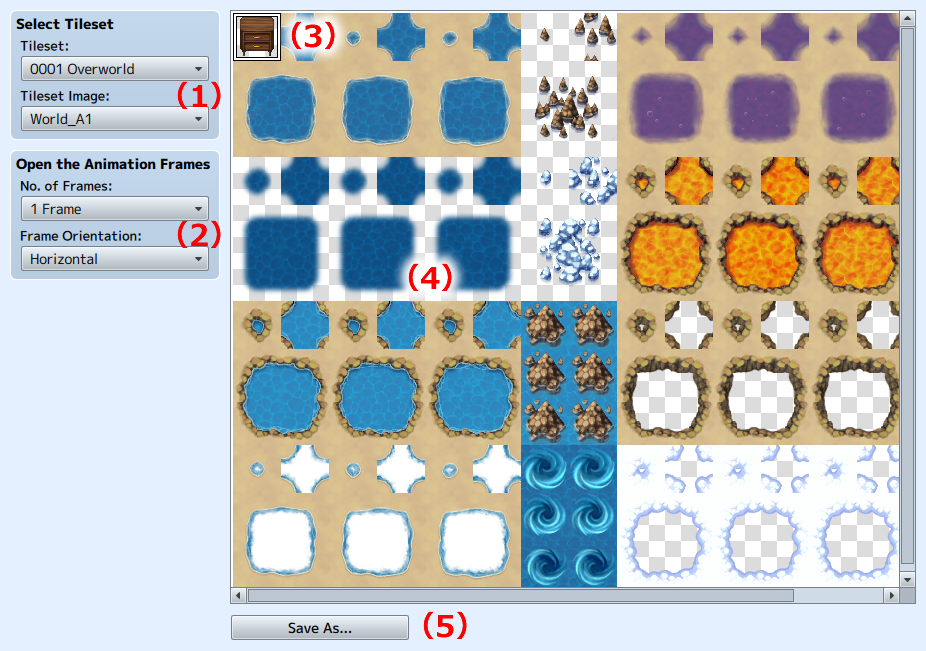 Select Tileset
Tileset:
0001 Overworld
Tileset Image:
(1)
World_A1
Open the Animation Frames
No. of Frames:
1 Frame
(2)
Frame Orientation:
Horizontal
(3)
(4)
Save As...
(5)